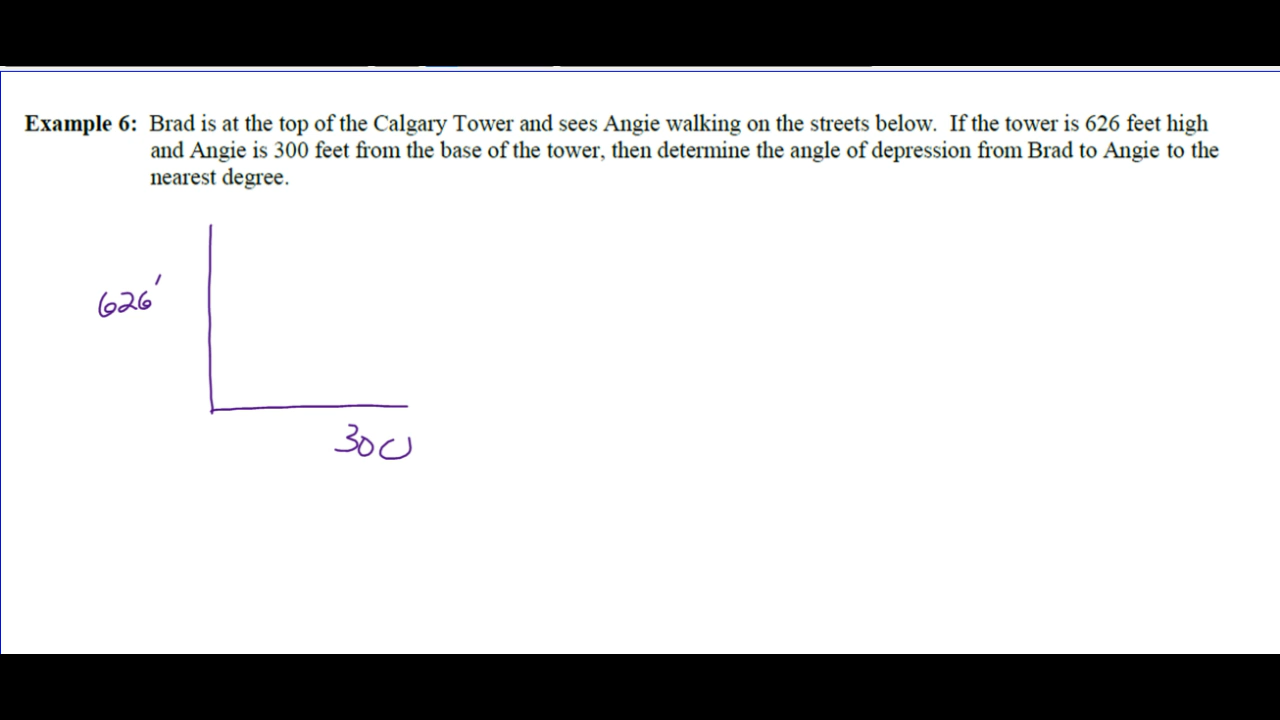 Example 6: Brad is at the top of the Calgary Tower and sees Angie walking on the streets below. If the tower is 626 feet high
and Angie is 300 feet from the base of the tower, then determine the angle of depression from Brad to Angie to the
nearest degree.
626'
300